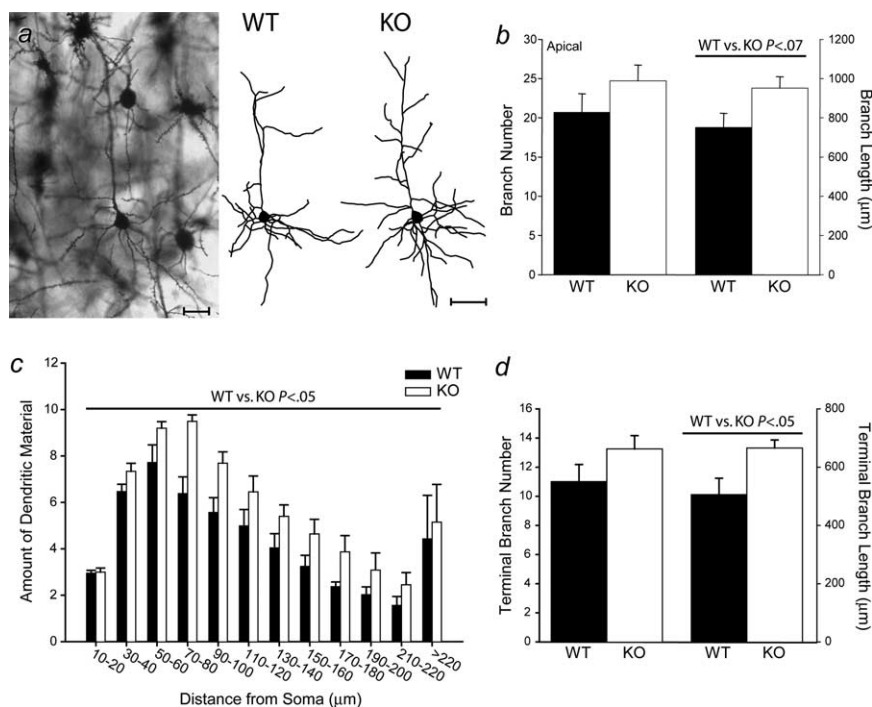 a
WT
KO
b
Apical
WT vs. KO P<.07
30
25
20
15
10
5
0
Branch Number
1200
1000
800
600
400
200
0
Branch Length (μm)
WT
KO
WT
KO
c
WT vs. KO P<.05
WT
KO
12
10
8
6
4
2
0
Amount of Dendritic Material
10-20
30-40
50-60
70-80
90-100
110-120
130-140
150-160
170-180
190-200
210-220
>220
Distance from Soma (μm)
d
WT vs. KO P<.05
16
14
12
10
8
6
4
2
0
Terminal Branch Number
800
600
400
200
0
Terminal Branch Length (μm)
WT
KO
WT
KO